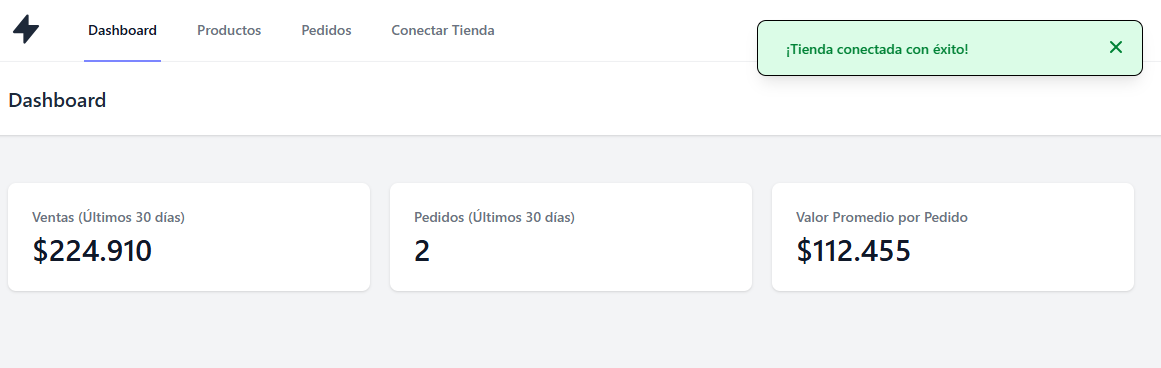 Dashboard Productos Pedidos Conectar Tienda
¡Tienda conectada con éxito!
Dashboard
Ventas (Últimos 30 días)
$224.910
Pedidos (Últimos 30 días)
2
Valor Promedio por Pedido
$112.455